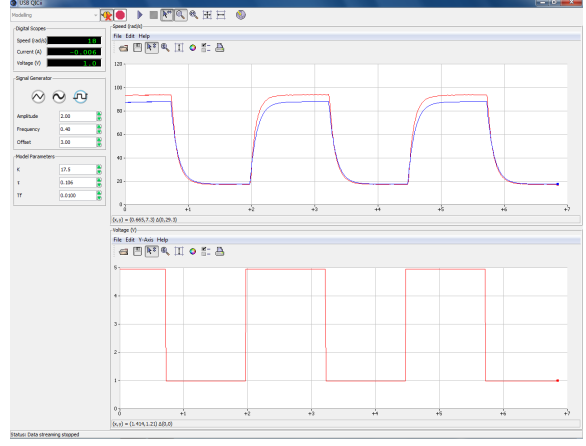 USB QICii
Modelling
Digital Scopes
Speed (rad/s) 18
Current (A) -0.006
Voltage (V) 1.0
Signal Generator
Amplitude 2.00
Frequency 0.40
Offset 3.00
Model Parameters
K 17.5
τ 0.106
TF 0.0100
Speed (rad/s)
File Edit Help
120
100
80
60
40
20
0 +1 +2 +3 +4 +5 +6 +7
(x,y) = (0.665,7.3) Δ(0,29.3)
Voltage (V)
File Edit Y-Axis Help
5
4
3
2
1
0
0 +1 +2 +3 +4 +5 +6 +7
(x,y) = (1.414,1.21) Δ(0,0)
Status: Data streaming stopped